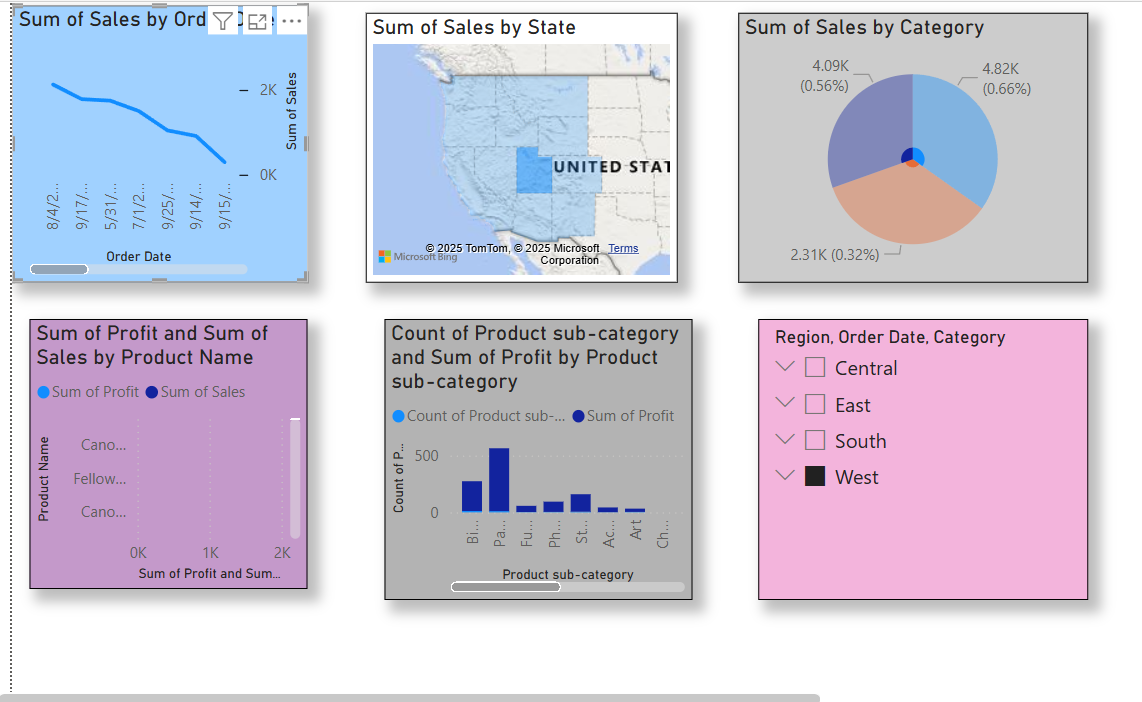 Sum of Sales by Ord
e
2K
0K
Sum of Sales
8/4/2...
9/17/...
5/31/...
7/1/2...
9/25/...
9/14/...
9/15/...
Order Date
Sum of Sales by State
UNITED STAT
© 2025 TomTom, © 2025 Microsoft Corporation
Terms
Microsoft Bing
Sum of Sales by Category
4.09K
(0.56%)
4.82K
(0.66%)
2.31K (0.32%)
Sum of Profit and Sum of
Sales by Product Name
Sum of Profit
Sum of Sales
Product Name
Cano...
Fellow...
Cano...
0K
1K
2K
Sum of Profit and Sum...
Count of Product sub-category
and Sum of Profit by Product
sub-category
Count of Product sub-...
Sum of Profit
Count of P...
500
0
Bi...
Pa...
Fu...
Ph...
St...
Ac...
Art
Ch...
Product sub-category
Region, Order Date, Category
Central
East
South
West